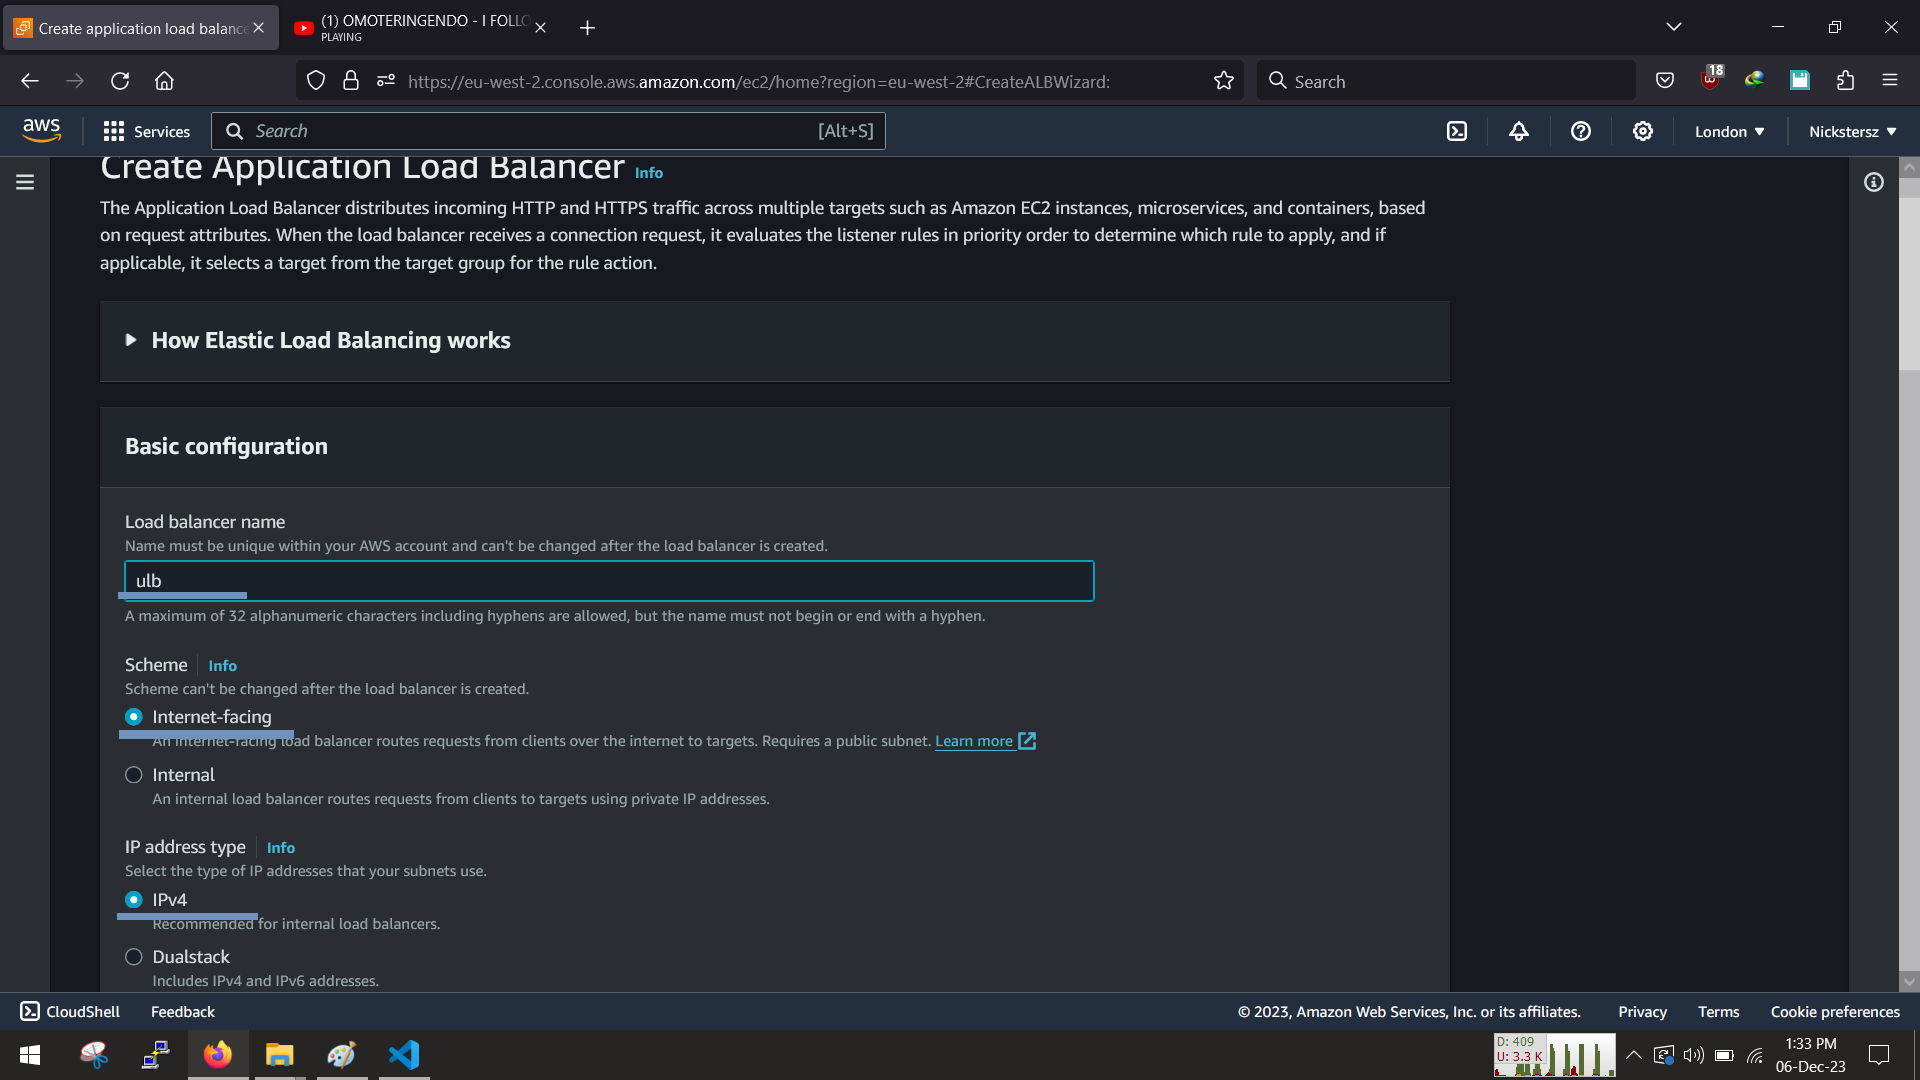 Create application load balance
(1) OMOTERINGENDO - I FOLLO
PLAYING
https://eu-west-2.console.aws.amazon.com/ec2/home?region=eu-west-2#CreateALBWizard:
Search
18
aws
Services
Search
[Alt+S]
London
Nickstersz
Create Application Load Balancer Info
The Application Load Balancer distributes incoming HTTP and HTTPS traffic across multiple targets such as Amazon EC2 instances, microservices, and containers, based
on request attributes. When the load balancer receives a connection request, it evaluates the listener rules in priority order to determine which rule to apply, and if
applicable, it selects a target from the target group for the rule action.
How Elastic Load Balancing works
Basic configuration
Load balancer name
Name must be unique within your AWS account and can't be changed after the load balancer is created.
ulb
A maximum of 32 alphanumeric characters including hyphens are allowed, but the name must not begin or end with a hyphen.
Scheme Info
Scheme can't be changed after the load balancer is created.
Internet-facing
An internet-facing load balancer routes requests from clients over the internet to targets. Requires a public subnet. Learn more
Internal
An internal load balancer routes requests from clients to targets using private IP addresses.
IP address type Info
Select the type of IP addresses that your subnets use.
IPv4
Recommended for internal load balancers.
Dualstack
Includes IPv4 and IPv6 addresses.
CloudShell
Feedback
© 2023, Amazon Web Services, Inc. or its affiliates.
Privacy
Terms
Cookie preferences
D: 409
U: 3.3 K
1:33 PM
06-Dec-23